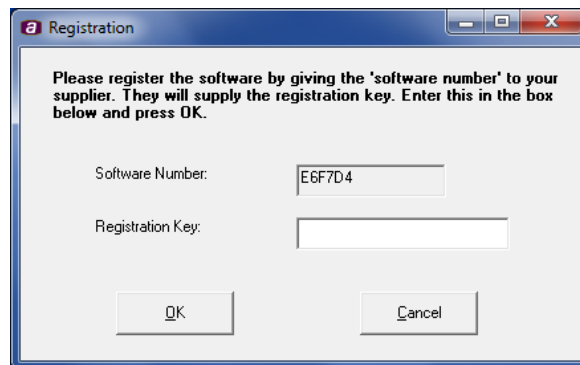 a Registration
Please register the software by giving the 'software number' to your
supplier. They will supply the registration key. Enter this in the box
below and press OK.
Software Number: E6F7D4
Registration Key:
OK Cancel